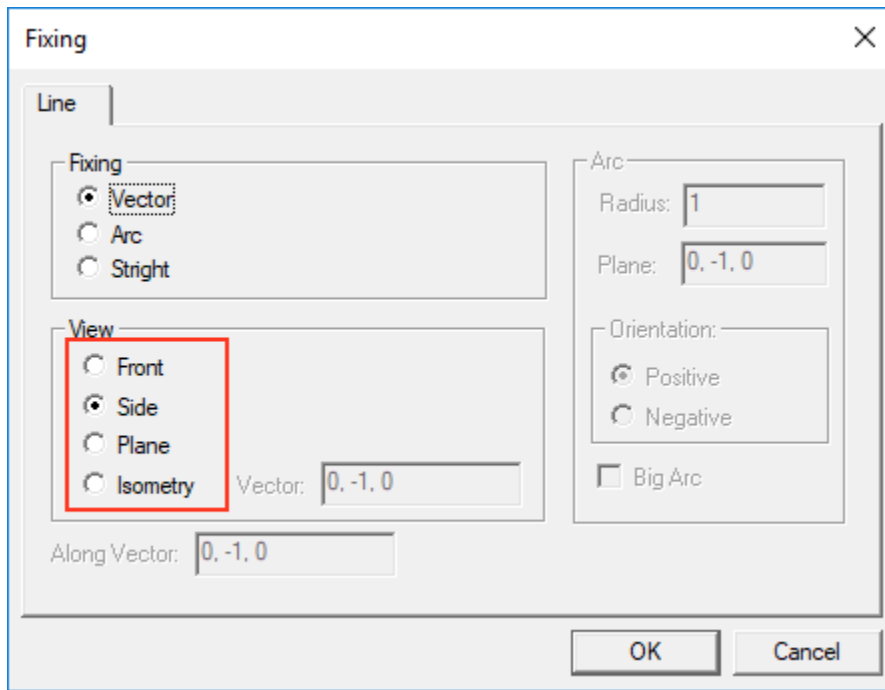 Fixing
Line
Fixing
Vector
Arc
Stright
View
Front
Side
Plane
Isometry
Vector: 0, -1, 0
Along Vector: 0, -1, 0
Arc
Radius: 1
Plane: 0, -1, 0
Orientation:
Positive
Negative
Big Arc
OK
Cancel